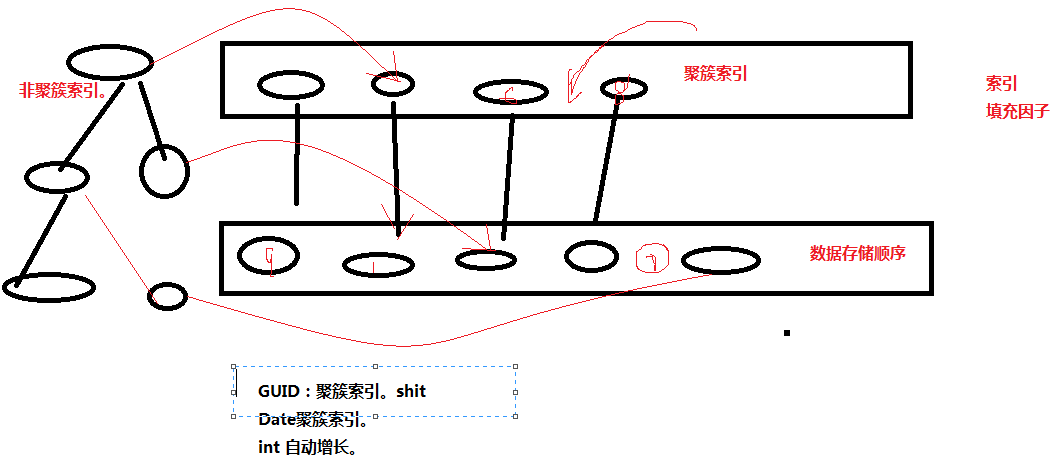 聚簇索引
非聚簇索引。
索引
填充因子
数据存储顺序
GUID：聚簇索引。shit
Date聚簇索引。
int 自动增长。